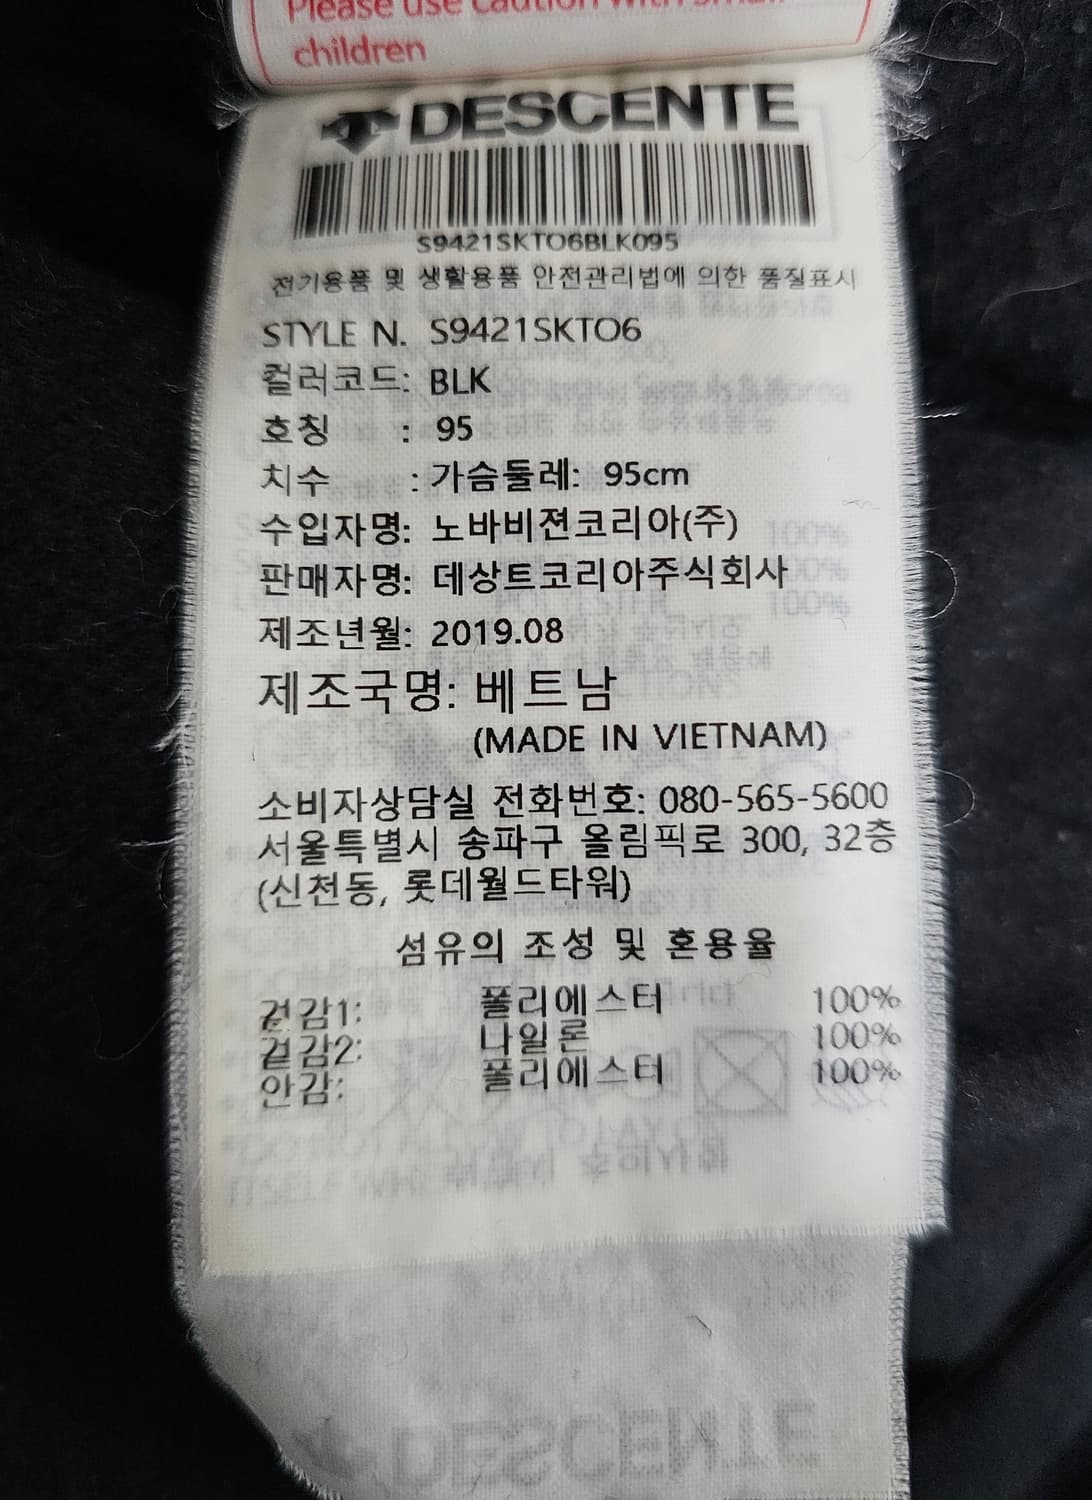 Please use caution with small
children
DESCENTE
S9421SKTO6BLK095
전기용품 및 생활용품 안전관리법에 의한 품질표시
STYLE N. S9421SKTO6
컬러코드: BLK
호칭 : 95
치수 : 가슴둘레: 95cm
수입자명: 노바비젼코리아(주)
판매자명: 데상트코리아주식회사
제조년월: 2019.08
제조국명: 베트남
(MADE IN VIETNAM)
소비자상담실 전화번호: 080-565-5600
서울특별시 송파구 올림픽로 300, 32층
(신천동, 롯데월드타워)
섬유의 조성 및 혼용율
겉감1: 폴리에스터 100%
겉감2: 나일론 100%
안감: 폴리에스터 100%
DESCENTE